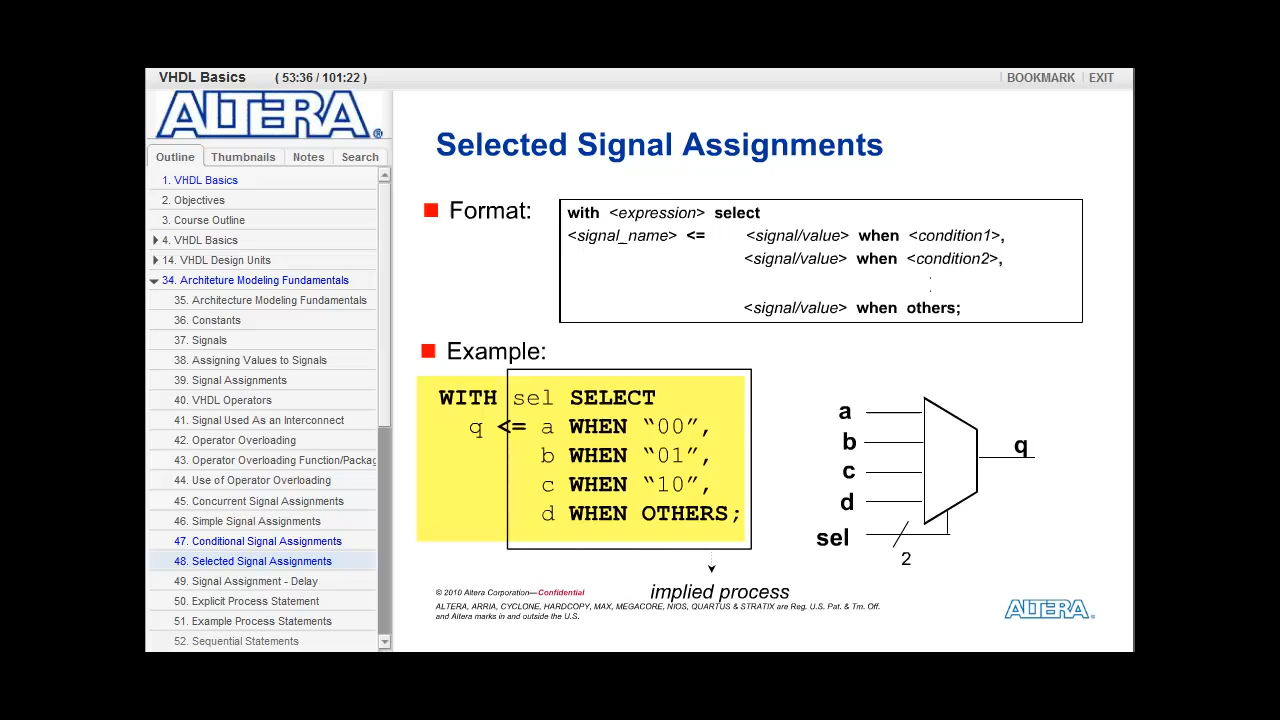 VHDL Basics ( 53:36 / 101:22 )
BOOKMARK EXIT
ALTERA®
Outline Thumbnails Notes Search
1. VHDL Basics
2. Objectives
3. Course Outline
4. VHDL Basics
14. VHDL Design Units
34. Architeture Modeling Fundamentals
35. Architecture Modeling Fundamentals
36. Constants
37. Signals
38. Assigning Values to Signals
39. Signal Assignments
40. VHDL Operators
41. Signal Used As an Interconnect
42. Operator Overloading
43. Operator Overloading Function/Packag
44. Use of Operator Overloading
45. Concurrent Signal Assignments
46. Simple Signal Assignments
47. Conditional Signal Assignments
48. Selected Signal Assignments
49. Signal Assignment - Delay
50. Explicit Process Statement
51. Example Process Statements
52. Sequential Statements
Selected Signal Assignments
Format:
with <expression> select
<signal_name> <= <signal/value> when <condition1>,
<signal/value> when <condition2>,
.
.
<signal/value> when others;
Example:
WITH sel SELECT
q <= a WHEN “00”,
b WHEN “01”,
c WHEN “10”,
d WHEN OTHERS;
implied process
a
b
c
d
sel
2
q
© 2010 Altera Corporation—Confidential
ALTERA, ARRIA, CYCLONE, HARDCOPY, MAX, MEGACORE, NIOS, QUARTUS & STRATIX are Reg. U.S. Pat. & Tm. Off.
and Altera marks in and outside the U.S.
ALTERA.